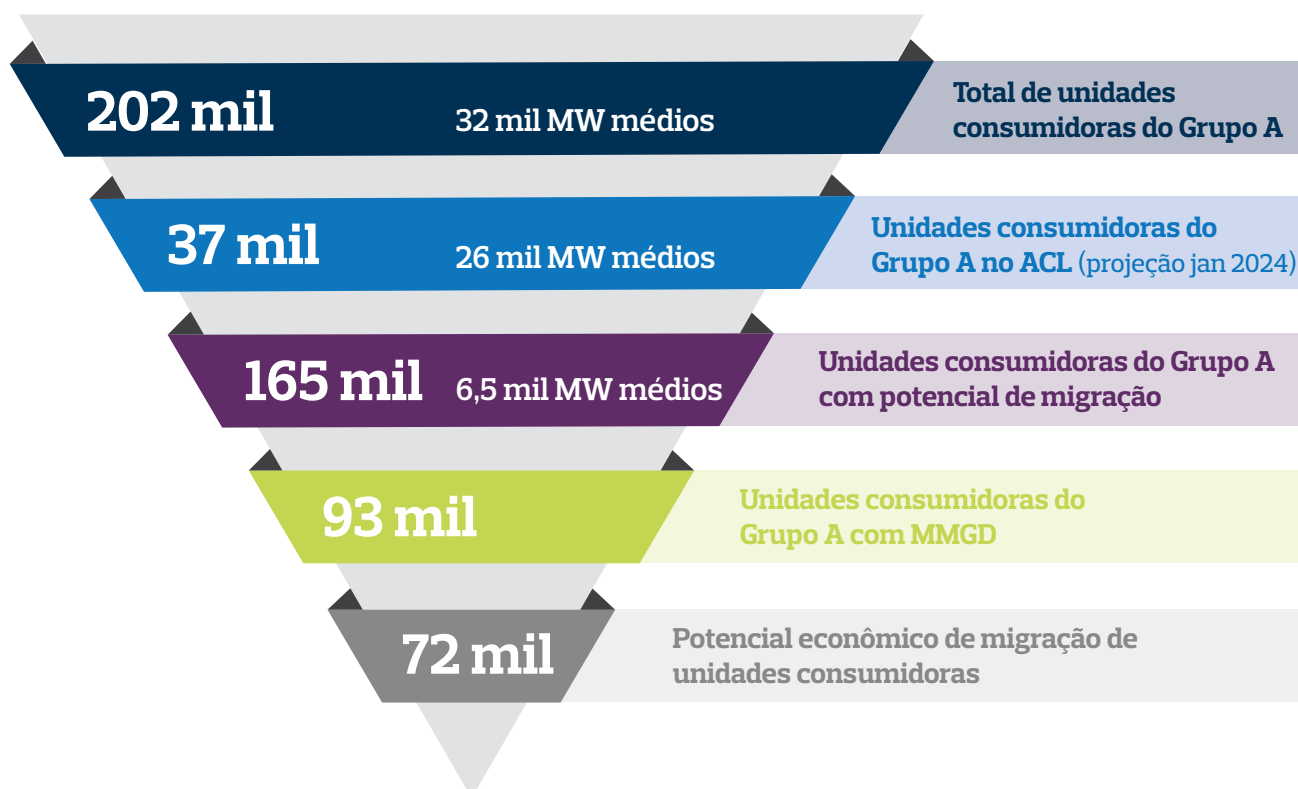 202 mil
32 mil MW médios
Total de unidades
consumidoras do Grupo A
37 mil
26 mil MW médios
Unidades consumidoras do
Grupo A no ACL (projeção jan 2024)
165 mil
6,5 mil MW médios
Unidades consumidoras do Grupo A
com potencial de migração
93 mil
Unidades consumidoras do
Grupo A com MMGD
72 mil
Potencial econômico de migração de
unidades consumidoras